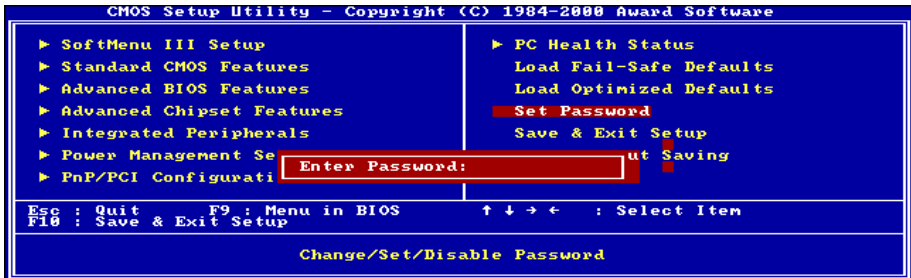 CMOS Setup Utility - Copyright (C) 1984-2000 Award Software
► SoftMenu III Setup
► Standard CMOS Features
► Advanced BIOS Features
► Advanced Chipset Features
► Integrated Peripherals
► Power Management Se
► PnP/PCI Configurati
► PC Health Status
Load Fail-Safe Defaults
Load Optimized Defaults
Set Password
Save & Exit Setup
ut Saving
Enter Password:
Esc : Quit F9 : Menu in BIOS ↑ ↓ → ← : Select Item
F10 : Save & Exit Setup
Change/Set/Disable Password